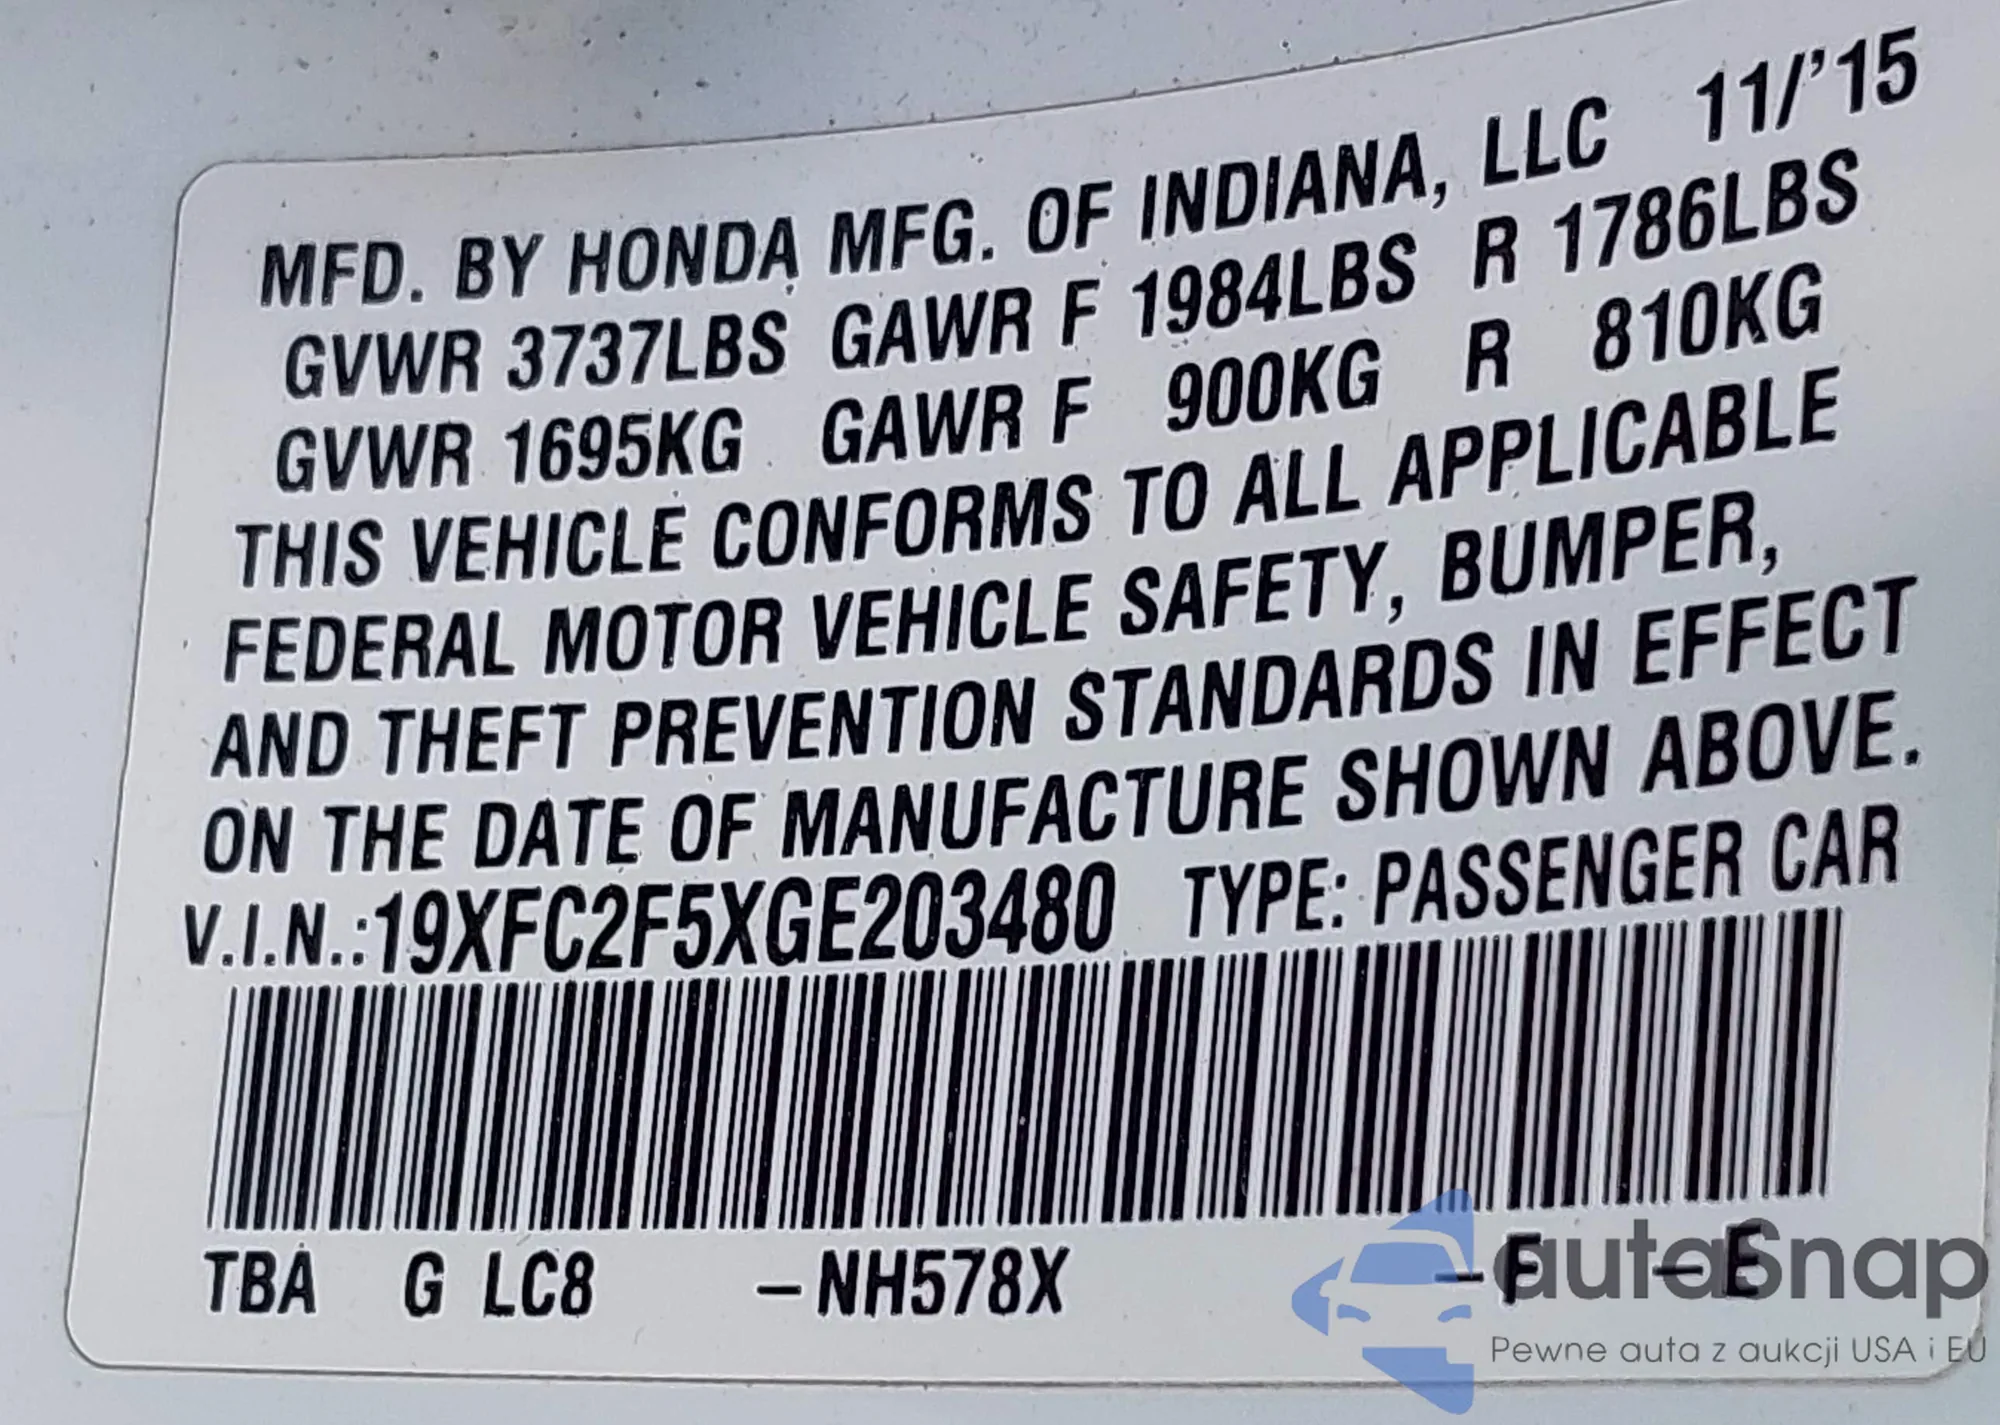 MFD. BY HONDA MFG. OF INDIANA, LLC 11/'15
GVWR 3737LBS GAWR F 1984LBS R 1786LBS
GVWR 1695KG GAWR F 900KG R 810KG
THIS VEHICLE CONFORMS TO ALL APPLICABLE
FEDERAL MOTOR VEHICLE SAFETY, BUMPER,
AND THEFT PREVENTION STANDARDS IN EFFECT
ON THE DATE OF MANUFACTURE SHOWN ABOVE.
V.I.N.:19XFC2F5XGE203480 TYPE: PASSENGER CAR
TBA G LC8 –NH578X –F –E
autaSnap
Pewne auta z aukcji USA i EU